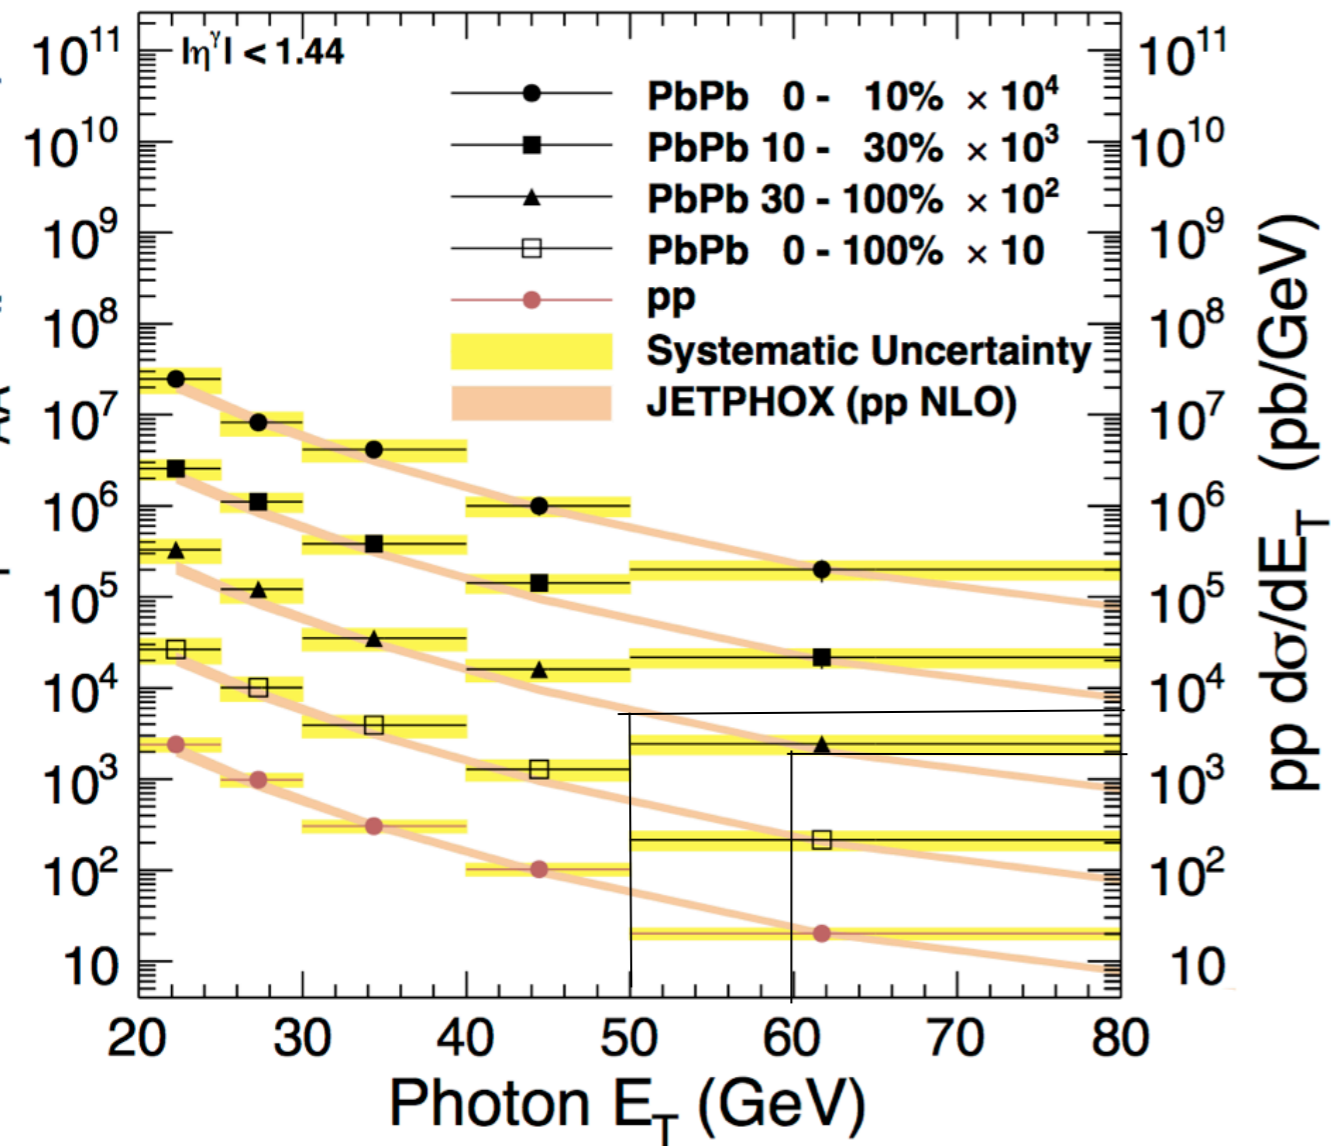 |η^γ| < 1.44
PbPb 0 - 10% × 10^4
PbPb 10 - 30% × 10^3
PbPb 30 - 100% × 10^2
PbPb 0 - 100% × 10
pp
Systematic Uncertainty
JETPHOX (pp NLO)
10^11
10^10
10^9
10^8
10^7
10^6
10^5
10^4
10^3
10^2
10
10^11
10^10
10^9
10^8
10^7
10^6
10^5
10^4
10^3
10^2
10
pp dσ/dE_T (pb/GeV)
20 30 40 50 60 70 80
Photon E_T (GeV)